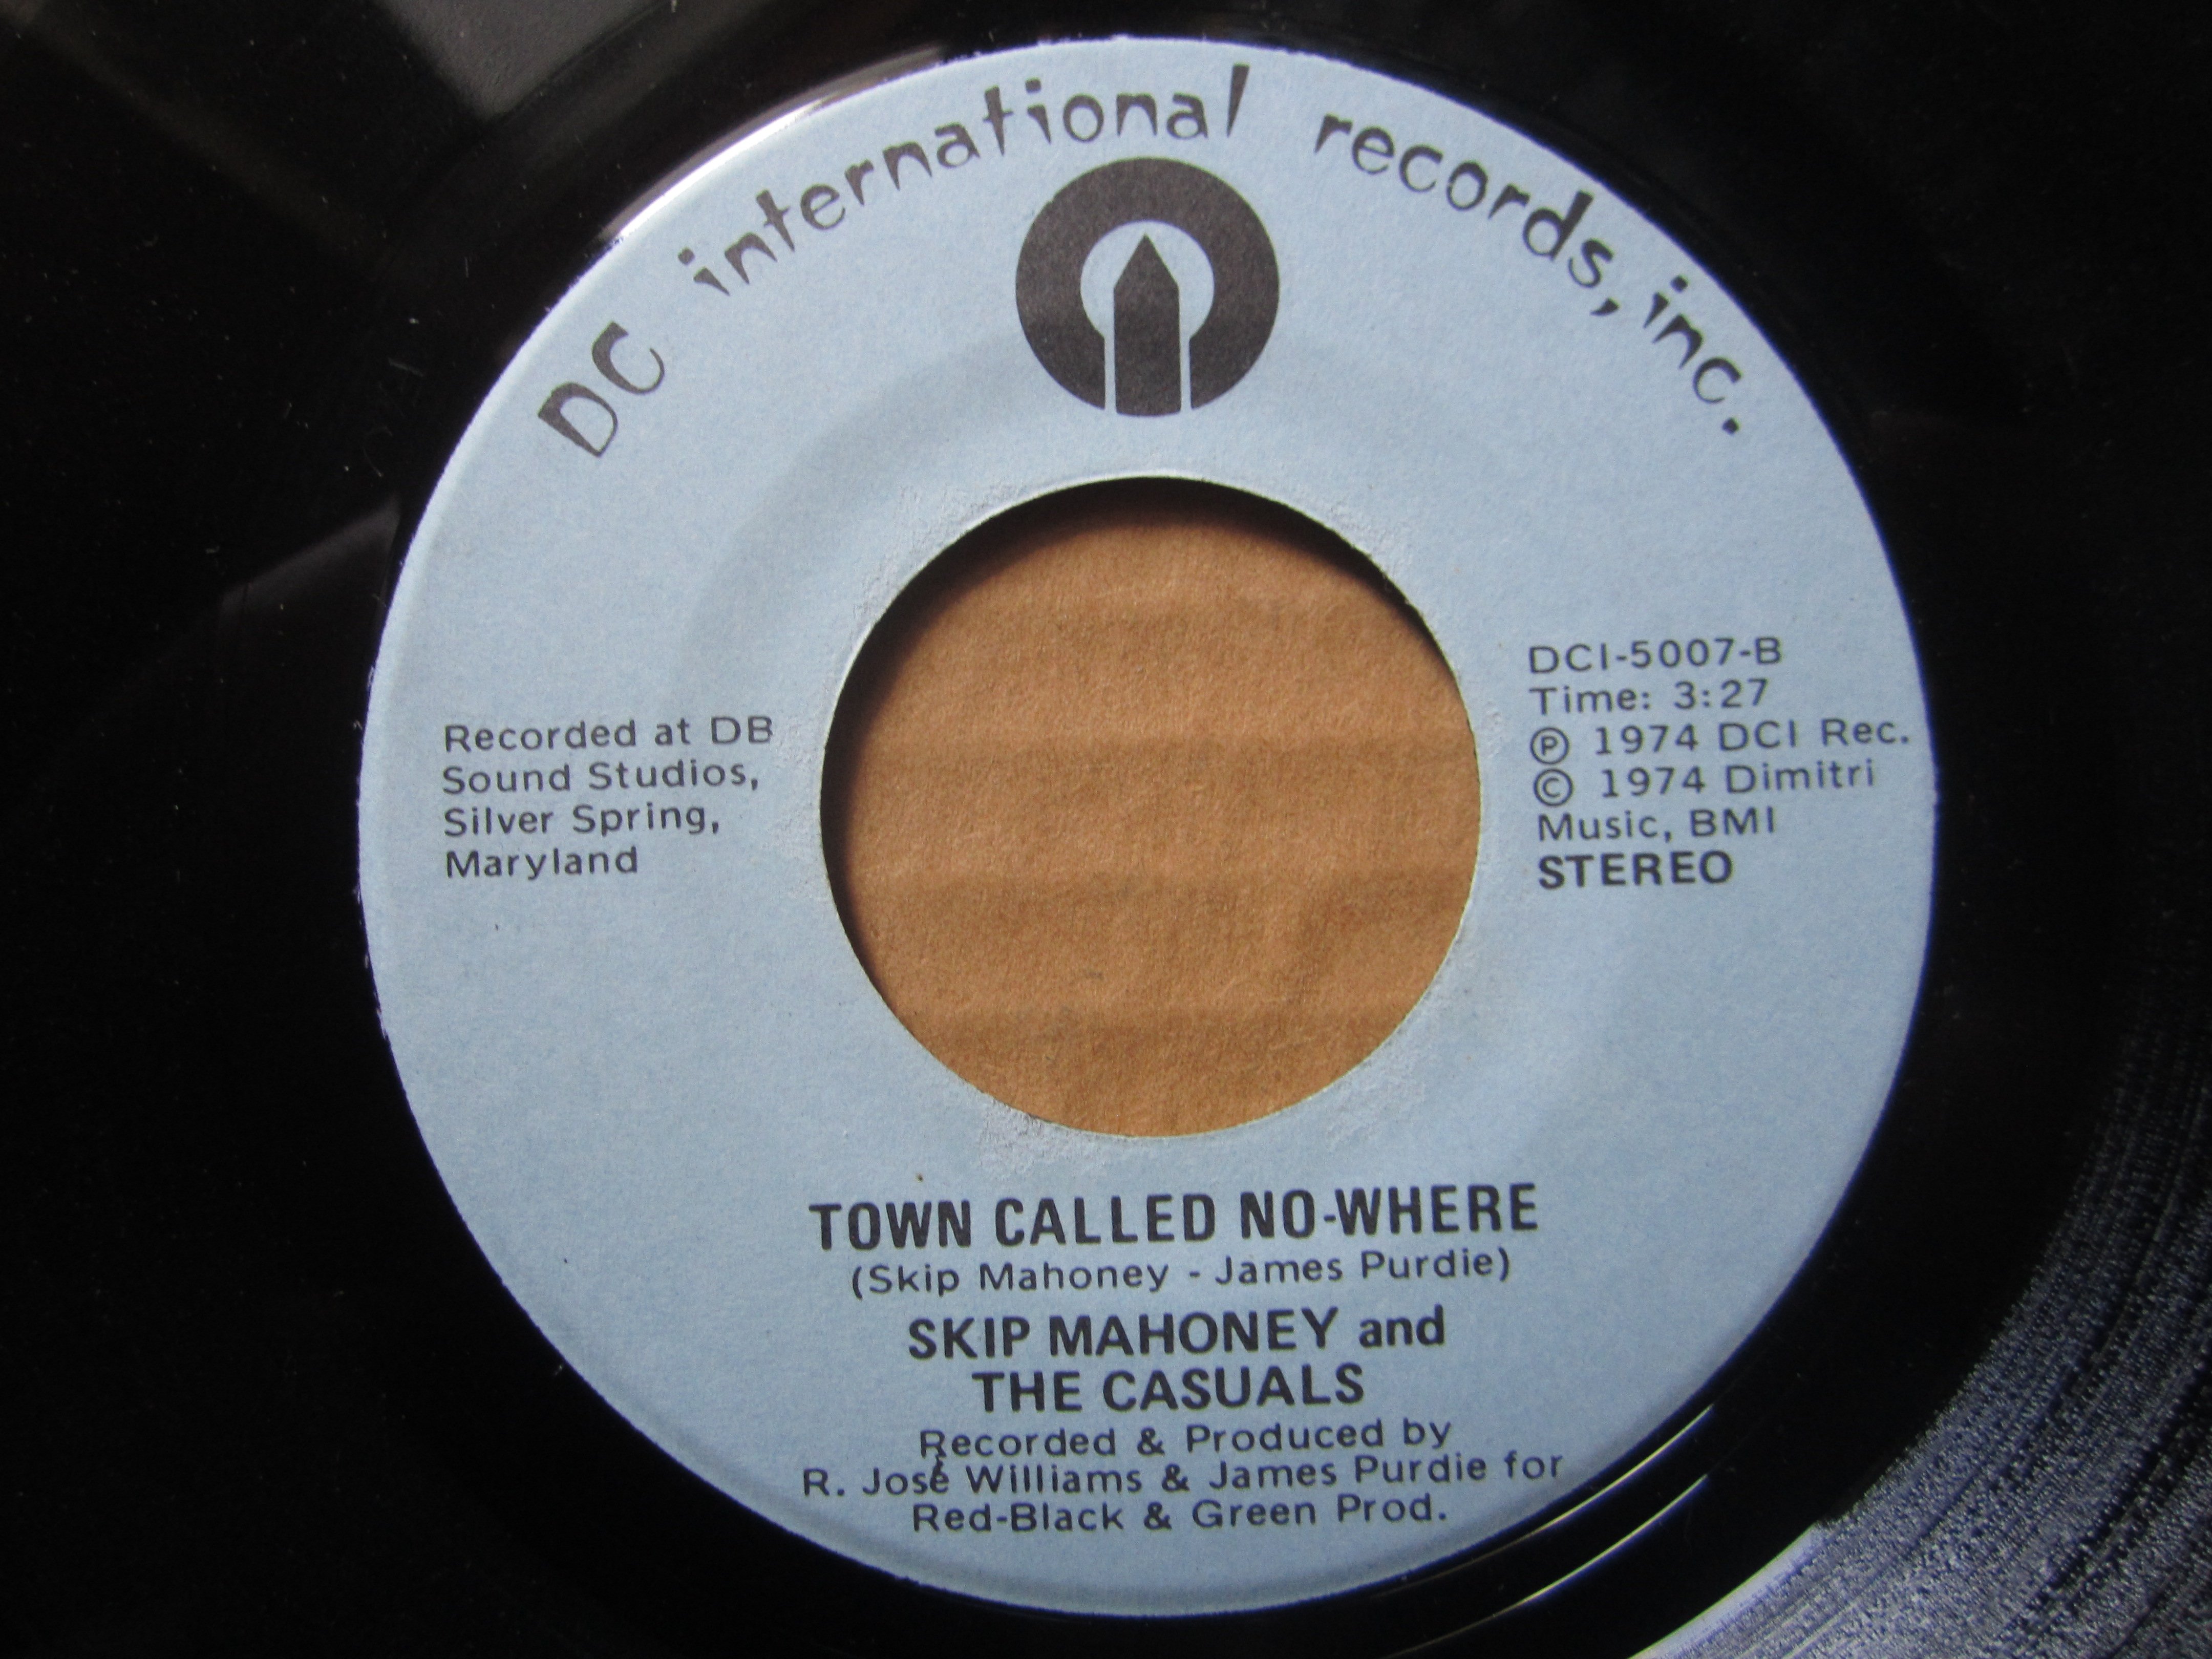 DC international records, inc.
Recorded at DB
Sound Studios,
Silver Spring,
Maryland
DCI-5007-B
Time: 3:27
Ⓟ 1974 DCI Rec.
© 1974 Dimitri
Music, BMI
STEREO
TOWN CALLED NO-WHERE
(Skip Mahoney - James Purdie)
SKIP MAHONEY and
THE CASUALS
Recorded & Produced by
R. José Williams & James Purdie for
Red-Black & Green Prod.